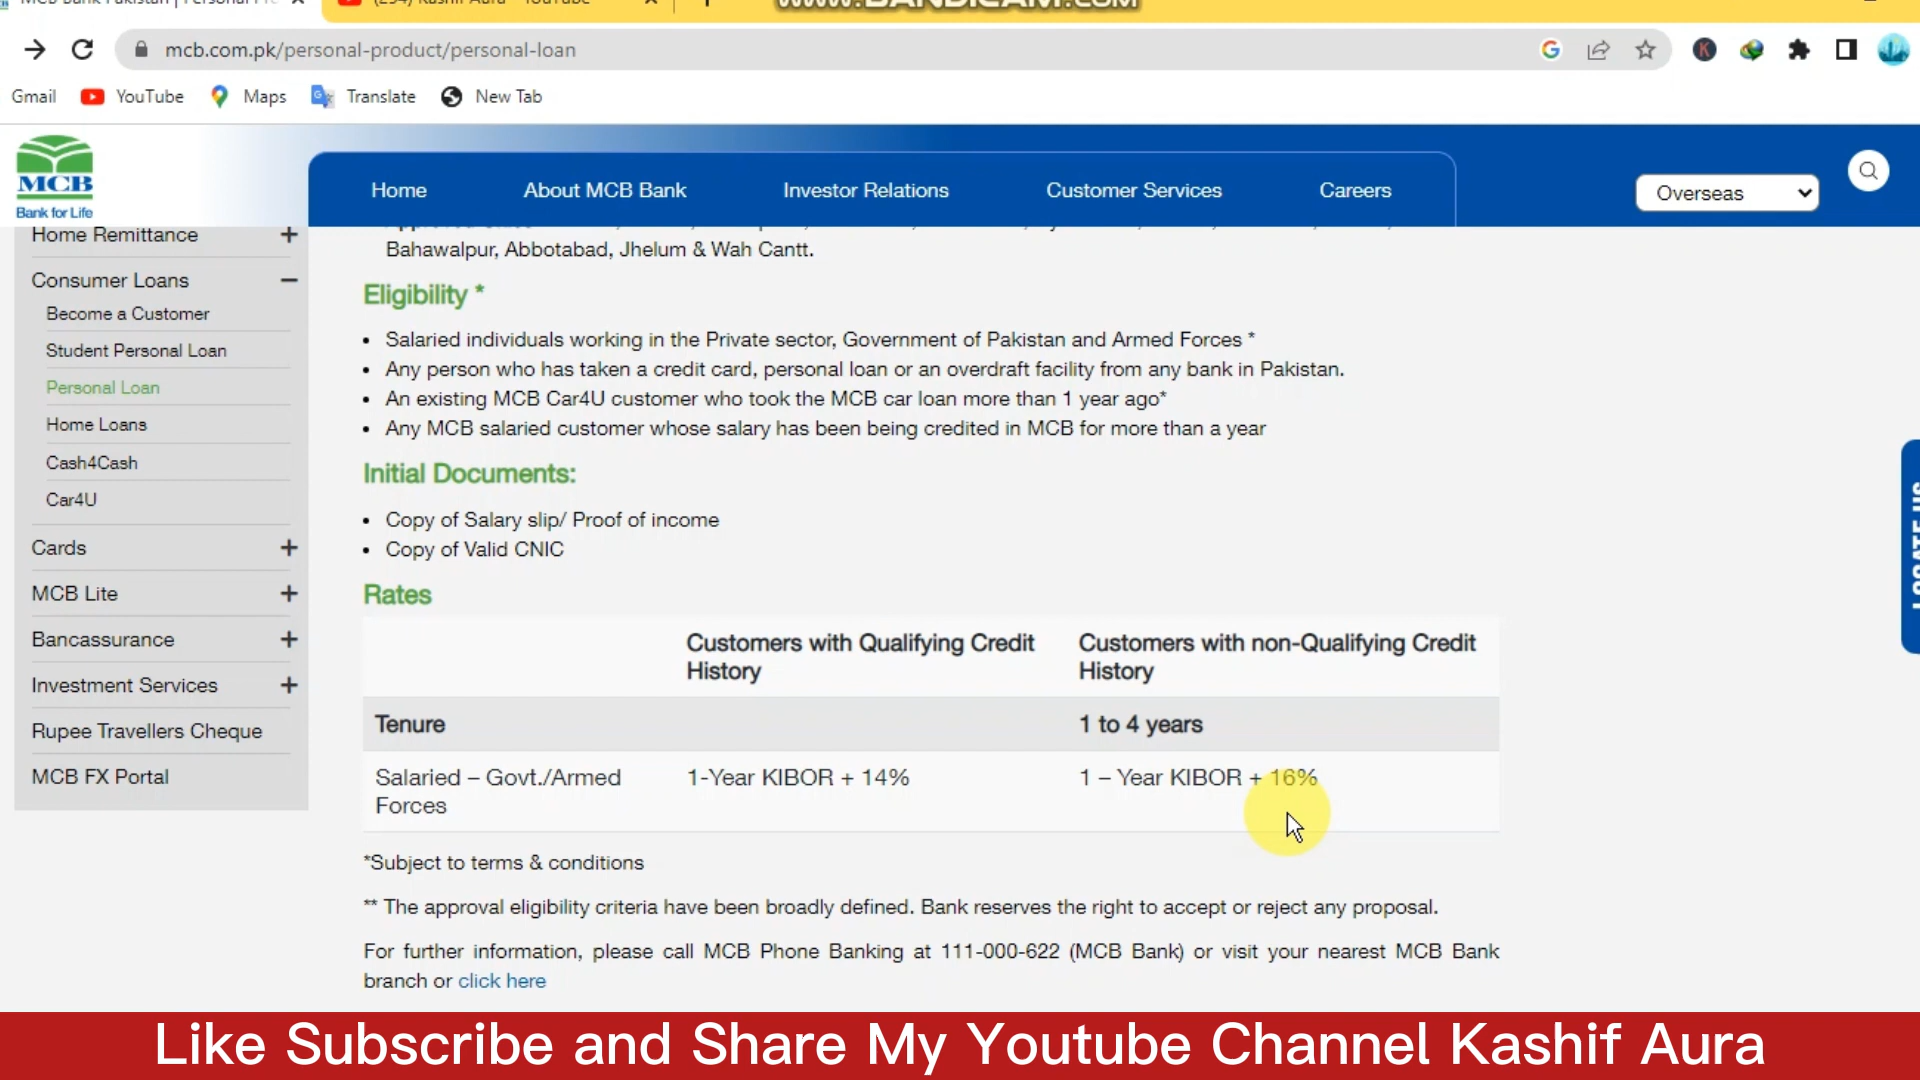 WWW.BANDICAM.COM
mcb.com.pk/personal-product/personal-loan
Gmail YouTube Maps Translate New Tab
MCB
Bank for Life
Home About MCB Bank Investor Relations Customer Services Careers
Overseas
Home Remittance +
Consumer Loans −
Become a Customer
Student Personal Loan
Personal Loan
Home Loans
Cash4Cash
Car4U
Cards +
MCB Lite +
Bancassurance +
Investment Services +
Rupee Travellers Cheque
MCB FX Portal
Bahawalpur, Abbotabad, Jhelum & Wah Cantt.
Eligibility *
• Salaried individuals working in the Private sector, Government of Pakistan and Armed Forces *
• Any person who has taken a credit card, personal loan or an overdraft facility from any bank in Pakistan.
• An existing MCB Car4U customer who took the MCB car loan more than 1 year ago*
• Any MCB salaried customer whose salary has been being credited in MCB for more than a year
Initial Documents:
• Copy of Salary slip/ Proof of income
• Copy of Valid CNIC
Rates
Customers with Qualifying Credit History
Customers with non-Qualifying Credit History
Tenure 1 to 4 years
Salaried – Govt./Armed Forces 1-Year KIBOR + 14% 1 – Year KIBOR + 16%
*Subject to terms & conditions
** The approval eligibility criteria have been broadly defined. Bank reserves the right to accept or reject any proposal.
For further information, please call MCB Phone Banking at 111-000-622 (MCB Bank) or visit your nearest MCB Bank
branch or click here
LOCATE US
Like Subscribe and Share My Youtube Channel Kashif Aura